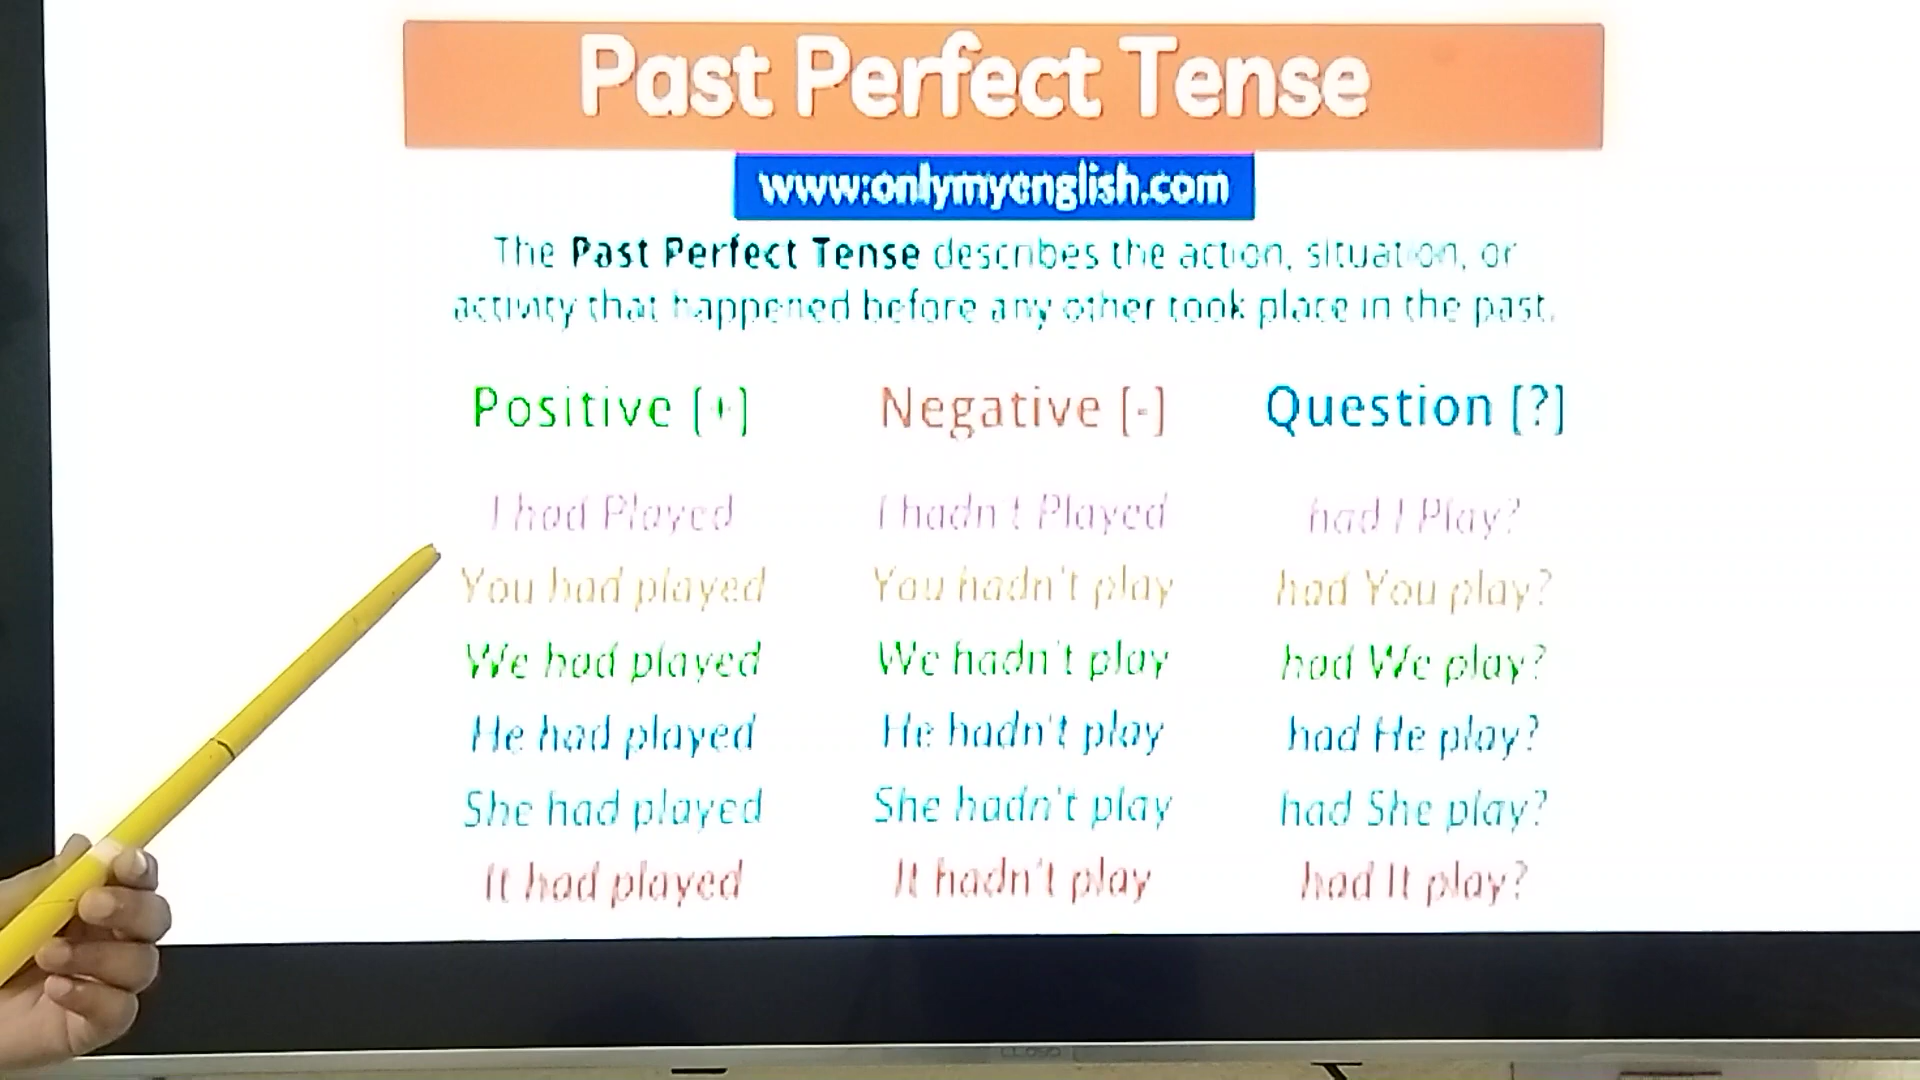 Past Perfect Tense
www.onlymyenglish.com
The Past Perfect Tense describes the action, situation, or
activity that happened before any other took place in the past.
Positive [+] Negative [-] Question [?]
I had Played I hadn't Played had I Play?
You had played You hadn't play had You play?
We had played We hadn't play had We play?
He had played He hadn't play had He play?
She had played She hadn't play had She play?
It had played It hadn't play had It play?